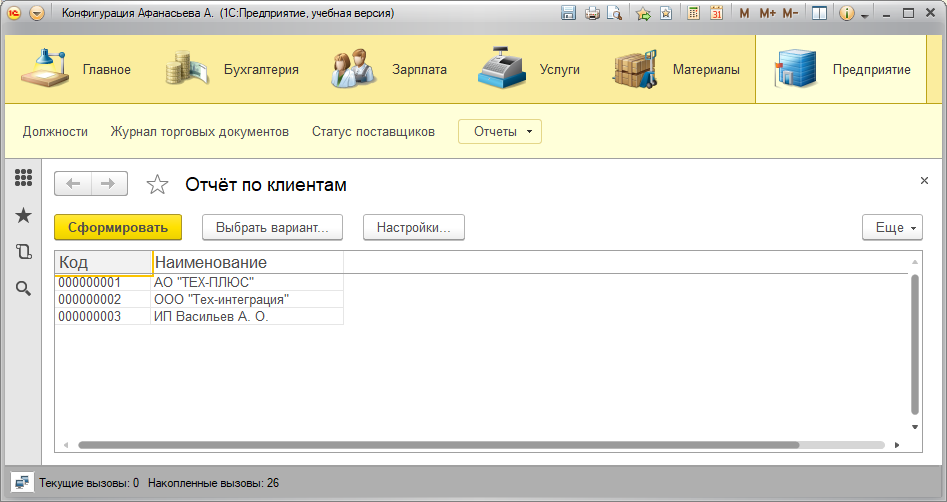 Конфигурация Афанасьева А. (1С:Предприятие, учебная версия)
31 M M+ M-
Главное Бухгалтерия Зарплата Услуги Материалы Предприятие
Должности Журнал торговых документов Статус поставщиков Отчеты
Отчёт по клиентам
Сформировать Выбрать вариант... Настройки... Еще
Код Наименование
000000001 АО "ТЕХ-ПЛЮС"
000000002 ООО "Тех-интеграция"
000000003 ИП Васильев А. О.
Текущие вызовы: 0 Накопленные вызовы: 26